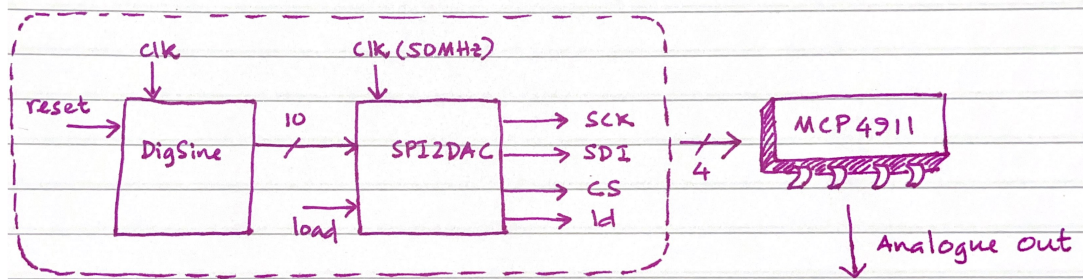 clk
clk (50MHz)
reset
10
DigSine
SPI2DAC
SCK
SDI
CS
ld
load
4
MCP4911
Analogue Out